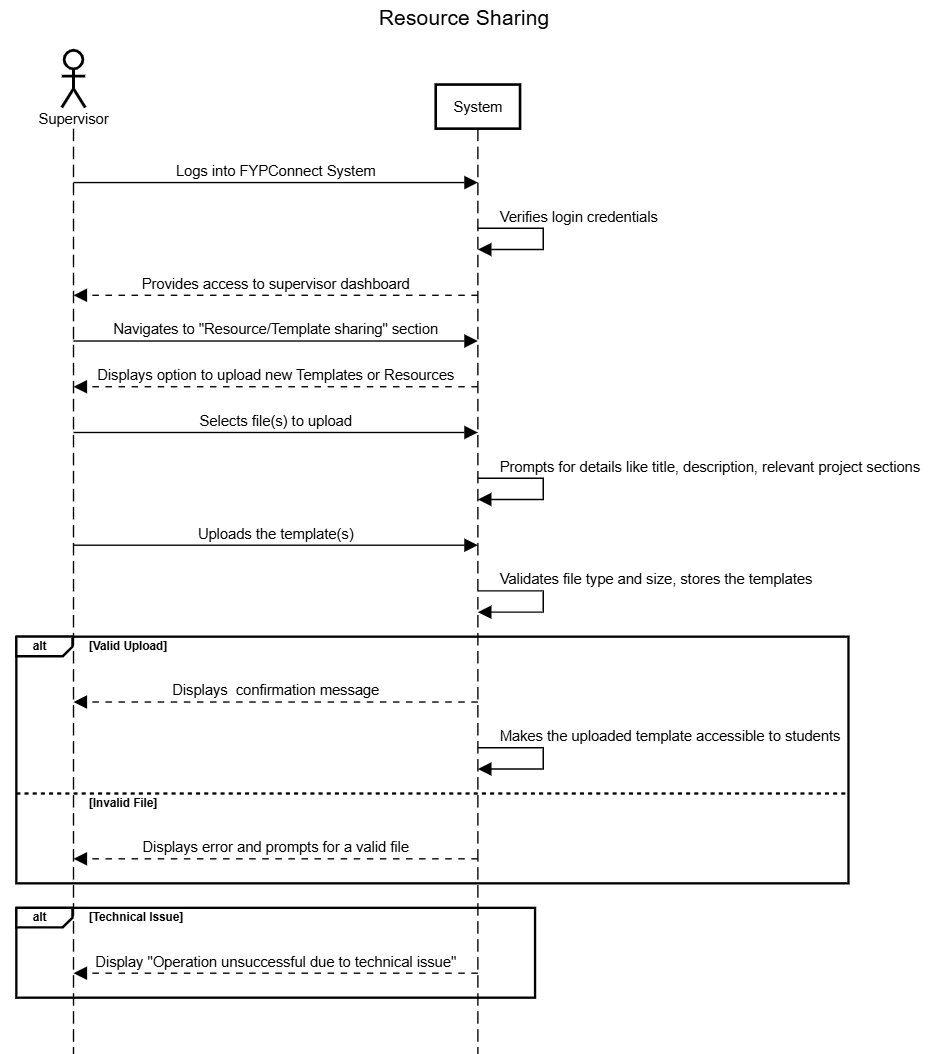 Resource Sharing
Supervisor
System
Logs into FYPConnect System
Verifies login credentials
Provides access to supervisor dashboard
Navigates to "Resource/Template sharing" section
Displays option to upload new Templates or Resources
Selects file(s) to upload
Prompts for details like title, description, relevant project sections
Uploads the template(s)
Validates file type and size, stores the templates
alt [Valid Upload]
Displays  confirmation message
Makes the uploaded template accessible to students
[Invalid File]
Displays error and prompts for a valid file
alt [Technical Issue]
Display "Operation unsuccessful due to technical issue"